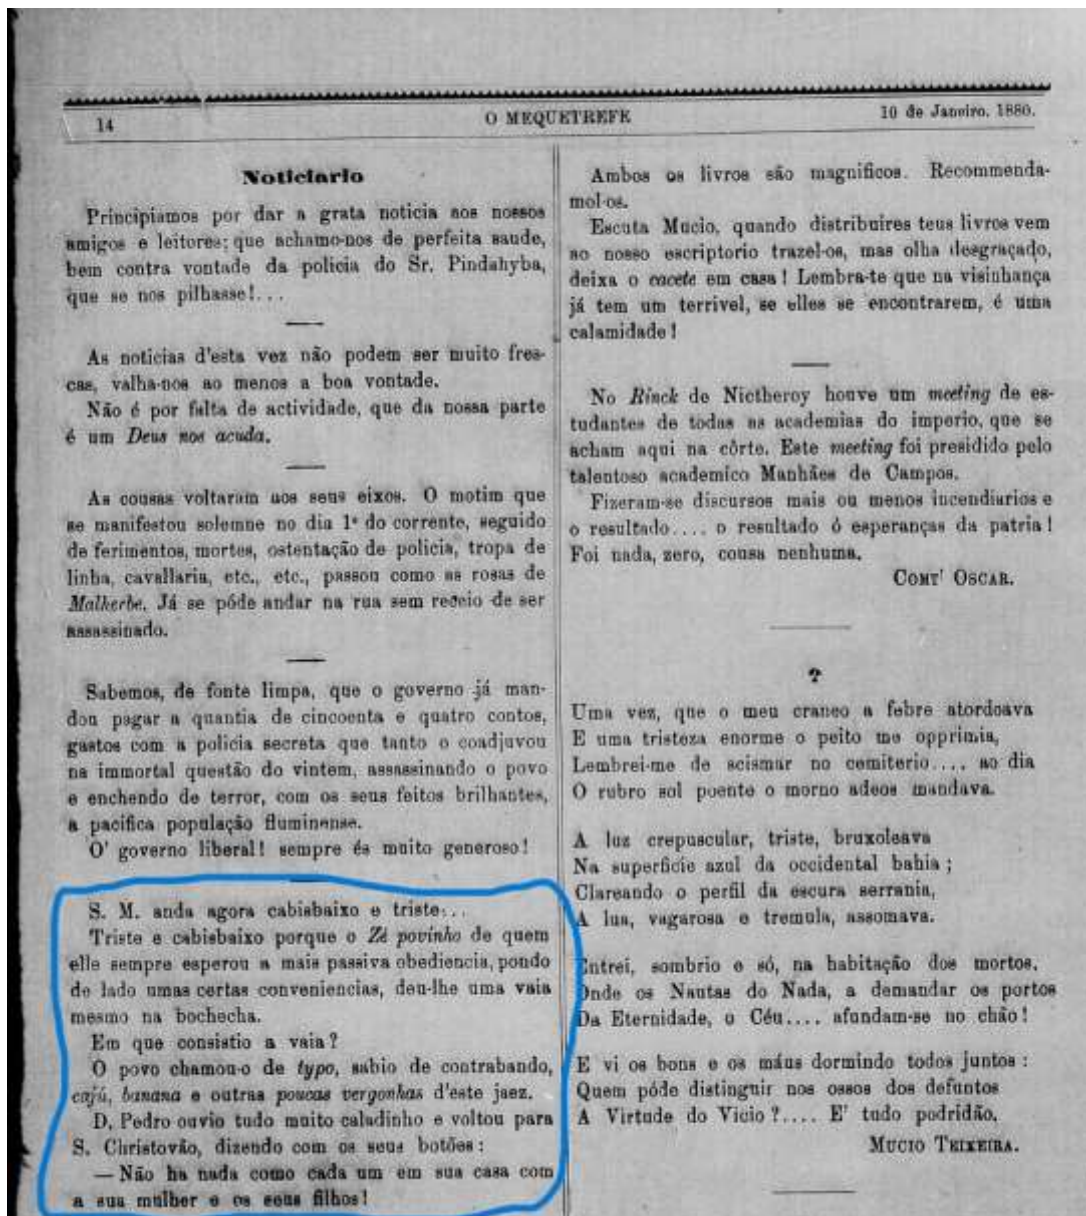 14
O MEQUETREFE
10 de Janeiro. 1880.
Noticiario
Principiamos por dar a grata noticia aos nossos
amigos e leitores; que achamo-nos de perfeita saude,
bem contra vontade da policia do Sr. Pindahyba,
que se nos pilhasse!...
As noticias d'esta vez não podem ser muito fres-
cas, valha-nos ao menos a boa vontade.
Não é por falta de actividade, que da nossa parte
é um Deus nos acuda.
As cousas voltaram aos seus eixos. O motim que
se manifestou solemne no dia 1º do corrente, seguido
de ferimentos, mortes, ostentação de policia, tropa de
linha, cavallaria, etc., etc., passou como as rosas de
Malherbe. Já se póde andar na rua sem receio de ser
assassinado.
Sabemos, de fonte limpa, que o governo já man-
dou pagar a quantia de cincoenta e quatro contos,
gastos com a policia secreta que tanto o coadjuvou
na immortal questão do vintem, assassinando o povo
e enchendo de terror, com os seus feitos brilhantes,
a pacifica população fluminense.
O' governo liberal! sempre és muito generoso!
S. M. anda agora cabisbaixo e triste...
Triste e cabisbaixo porque o Zé povinho de quem
elle sempre esperou a mais passiva obediencia, pondo
de lado umas certas conveniencias, deu-lhe uma vaia
mesmo na bochecha.
Em que consistio a vaia?
O povo chamou-o de typo, sabio de contrabando,
cajú, banana e outras poucas vergonhas d'este jaez.
D. Pedro ouvio tudo muito caladinho e voltou para
S. Christovão, dizendo com os seus botões:
— Não ha nada como cada um em sua casa com
a sua mulher e os seus filhos!
Ambos os livros são magnificos. Recommenda-
mol-os.
Escuta Mucio, quando distribuires teus livros vem
ao nosso escriptorio trazel-os, mas olha desgraçado,
deixa o cacete em casa! Lembra-te que na visinhança
já tem um terrivel, se elles se encontrarem, é uma
calamidade!
No Rinck de Nictheroy houve um meeting de es-
tudantes de todas as academias do imperio, que se
acham aqui na côrte. Este meeting foi presidido pelo
talentoso academico Manhães de Campos.
Fizeram-se discursos mais ou menos incendiarios e
o resultado.... o resultado ó esperanças da patria!
Foi nada, zero, cousa nenhuma.
COMT' OSCAR.
?
Uma vez, que o meu craneo a febre atordoava
E uma tristeza enorme o peito me opprimia,
Lembrei-me de scismar no cemiterio.... ao dia
O rubro sol poente o morno adeos mandava.
A luz crepuscular, triste, bruxoleava
Na superficie azul da occidental bahia;
Clareando o perfil da escura serrania,
A lua, vagarosa e tremula, assomava.
Entrei, sombrio e só, na habitação dos mortos,
Onde os Nautas do Nada, a demandar os portos
Da Eternidade, o Céu.... afundam-se no chão!
E vi os bons e os máus dormindo todos juntos:
Quem póde distinguir nos ossos dos defuntos
A Virtude do Vicio?.... E' tudo podridão.
MUCIO TEIXEIRA.